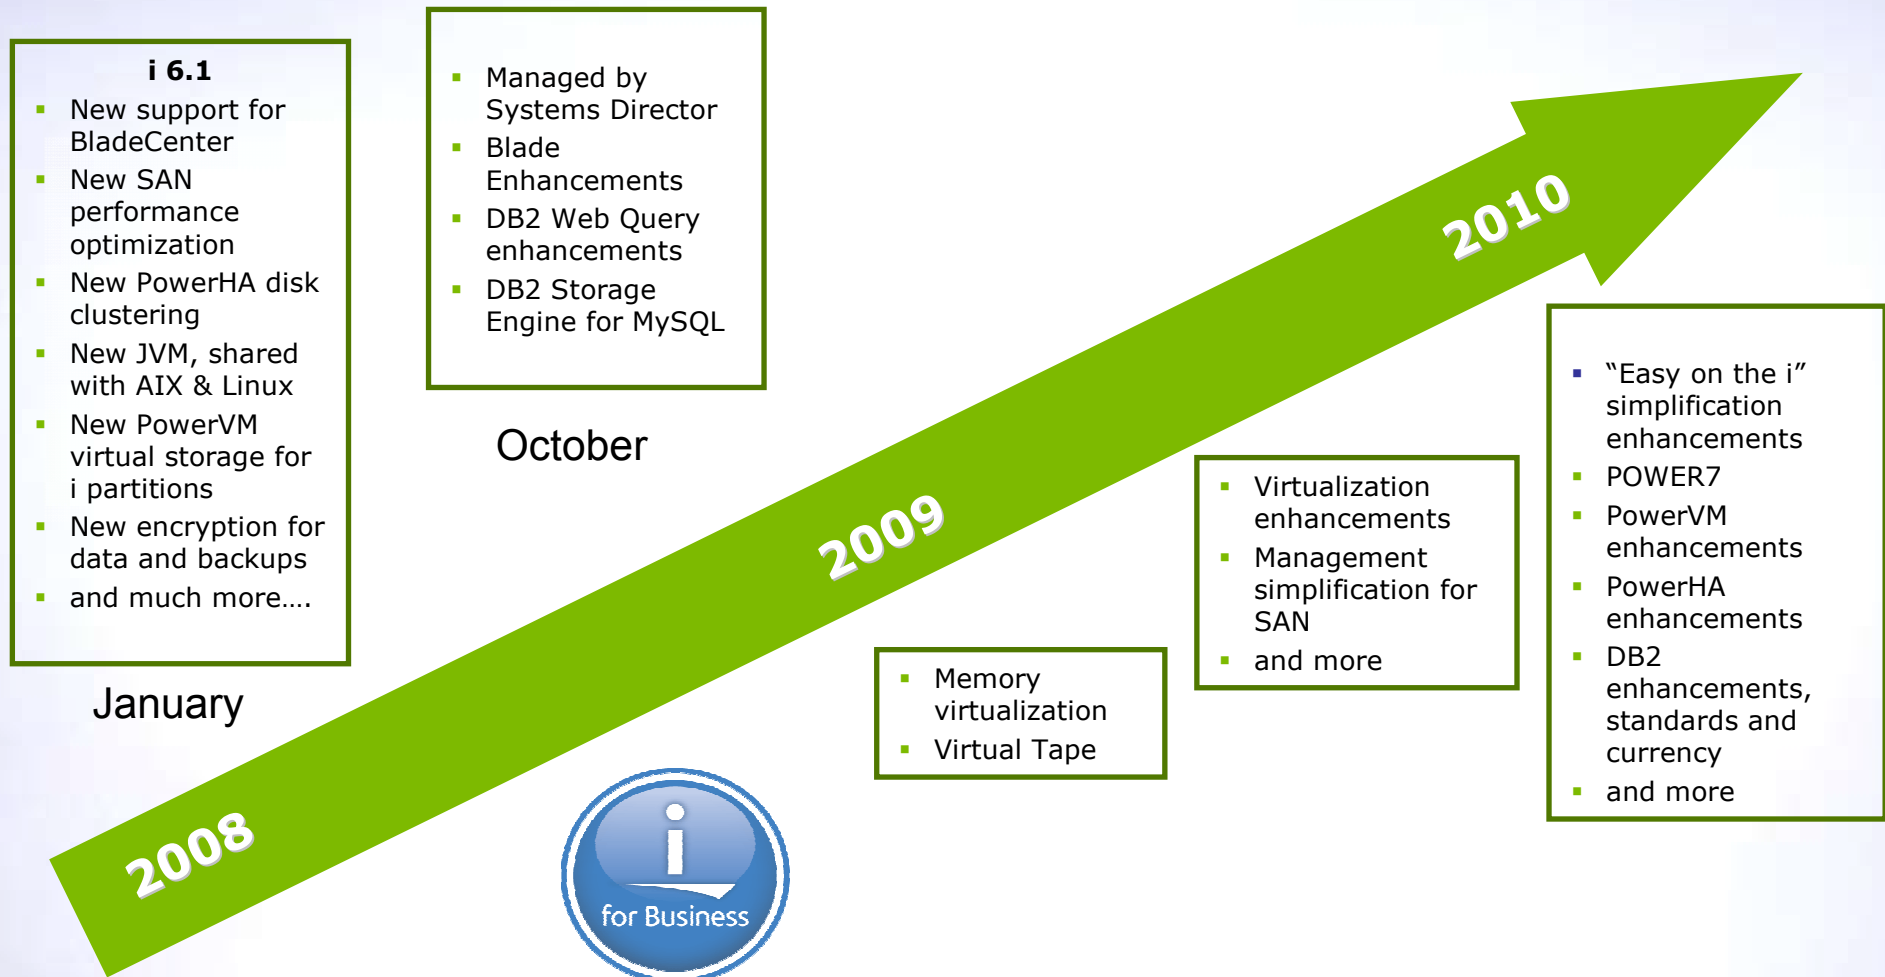 i 6.1
New support for
BladeCenter
New SAN
performance
optimization
New PowerHA disk
clustering
New JVM, shared
with AIX & Linux
New PowerVM
virtual storage for
i partitions
New encryption for
data and backups
and much more....
January
Managed by
Systems Director
Blade
Enhancements
DB2 Web Query
enhancements
DB2 Storage
Engine for MySQL
October
2008
2009
2010
i
for Business
Memory
virtualization
Virtual Tape
Virtualization
enhancements
Management
simplification for
SAN
and more
“Easy on the i”
simplification
enhancements
POWER7
PowerVM
enhancements
PowerHA
enhancements
DB2
enhancements,
standards and
currency
and more